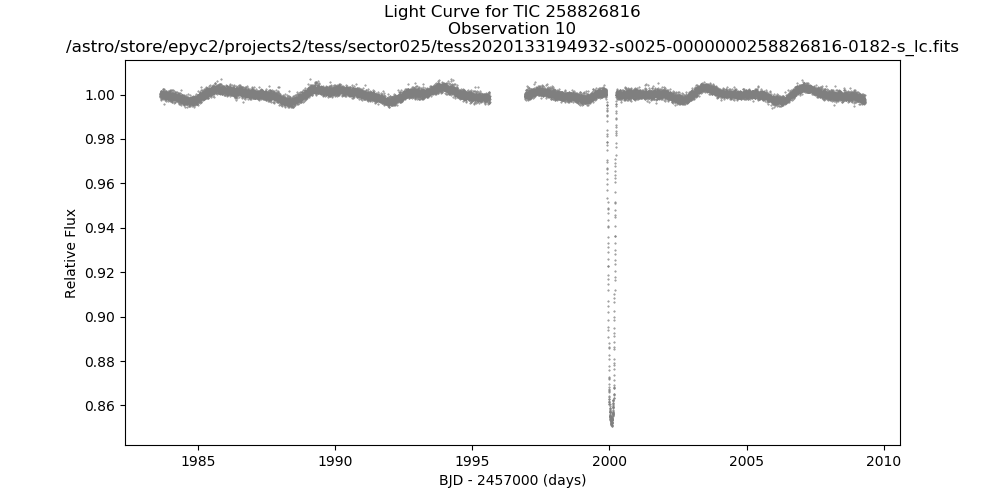 Light Curve for TIC 258826816
Observation 10
/astro/store/epyc2/projects2/tess/sector025/tess2020133194932-s0025-0000000258826816-0182-s_lc.fits
1.00
0.98
0.96
0.94
0.92
0.90
0.88
0.86
Relative Flux
1985
1990
1995
2000
2005
2010
BJD - 2457000 (days)